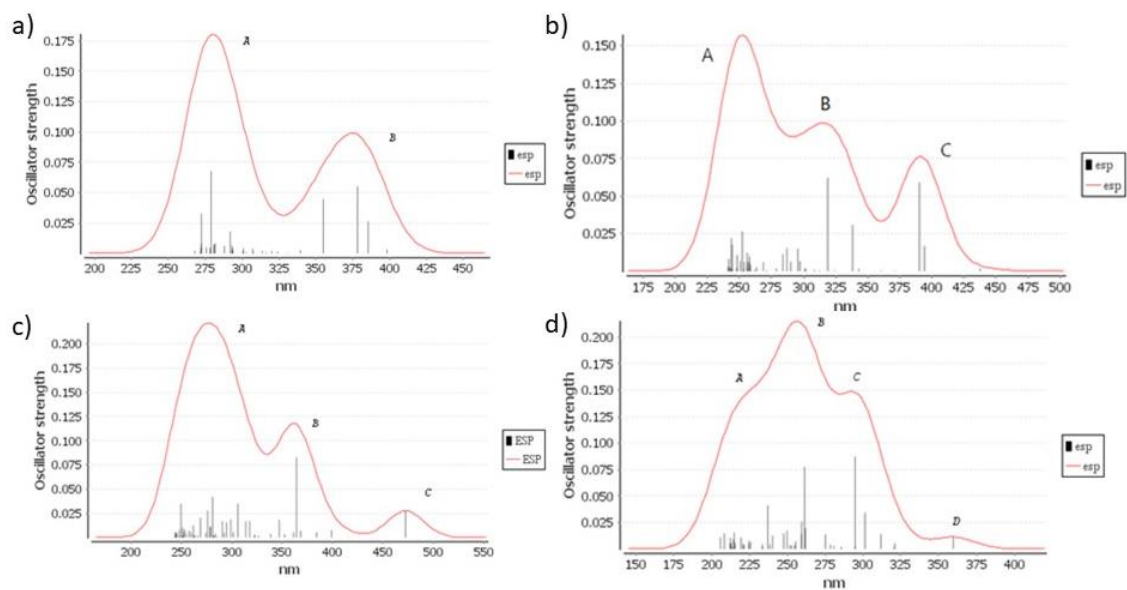 a)
Oscillator strength
0.175
0.150
0.125
0.100
0.075
0.050
0.025
A
B
200 225 250 275 300 325 350 375 400 425 450
nm
esp
esp
b)
Oscillator strength
0.150
0.125
0.100
0.075
0.050
0.025
A
B
C
175 200 225 250 275 300 325 350 375 400 425 450 475 500
nm
esp
esp
c)
Oscillator strength
0.200
0.175
0.150
0.125
0.100
0.075
0.050
0.025
A
B
C
200 250 300 350 400 450 500 550
nm
ESP
ESP
d)
Oscillator strength
0.200
0.175
0.150
0.125
0.100
0.075
0.050
0.025
A
B
C
D
150 200 250 300 350 400
nm
esp
esp